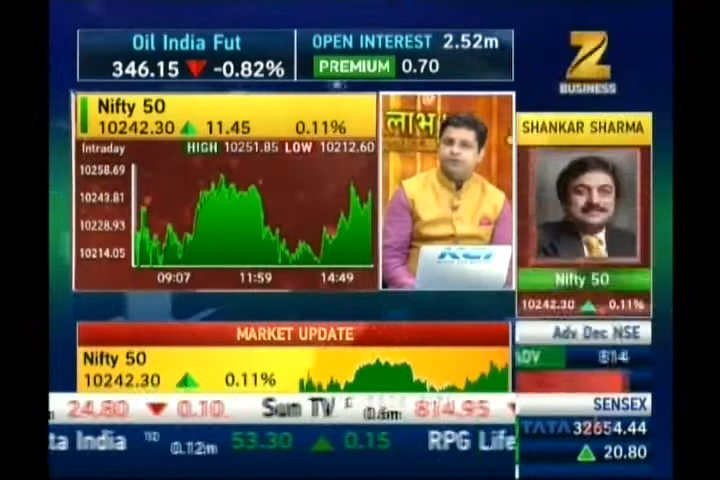 Oil India Fut
346.15 -0.82%
OPEN INTEREST 2.52m
PREMIUM 0.70
Z
BUSINESS
Nifty 50
10242.30 11.45 0.11%
Intraday HIGH 10251.85 LOW 10212.60
10258.69
10243.81
10228.93
10214.05
09:07 11:59 14:49
लाभ
SHANKAR SHARMA
Nifty 50
10242.30 0.11%
MARKET UPDATE
Nifty 50
10242.30 0.11%
Adv Dec NSE
ADV 814
SENSEX
32654.44
20.80
24.80 0.10 Sun TV 814.95
ta India 0.12m 53.30 0.15 RPG Life
TATA